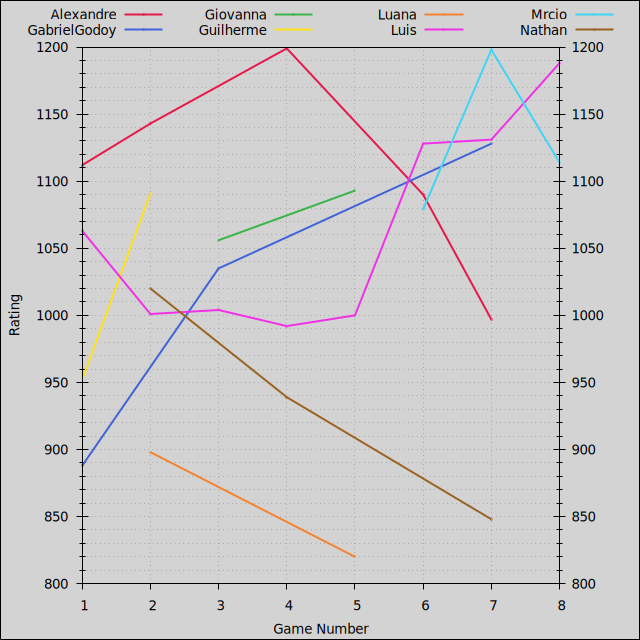 Alexandre Giovanna Luana Mrcio
GabrielGodoy Guilherme Luis Nathan
1200 1200
1150 1150
1100 1100
1050 1050
Rating
1000 1000
950 950
900 900
850 850
800 800
1 2 3 4 5 6 7 8
Game Number